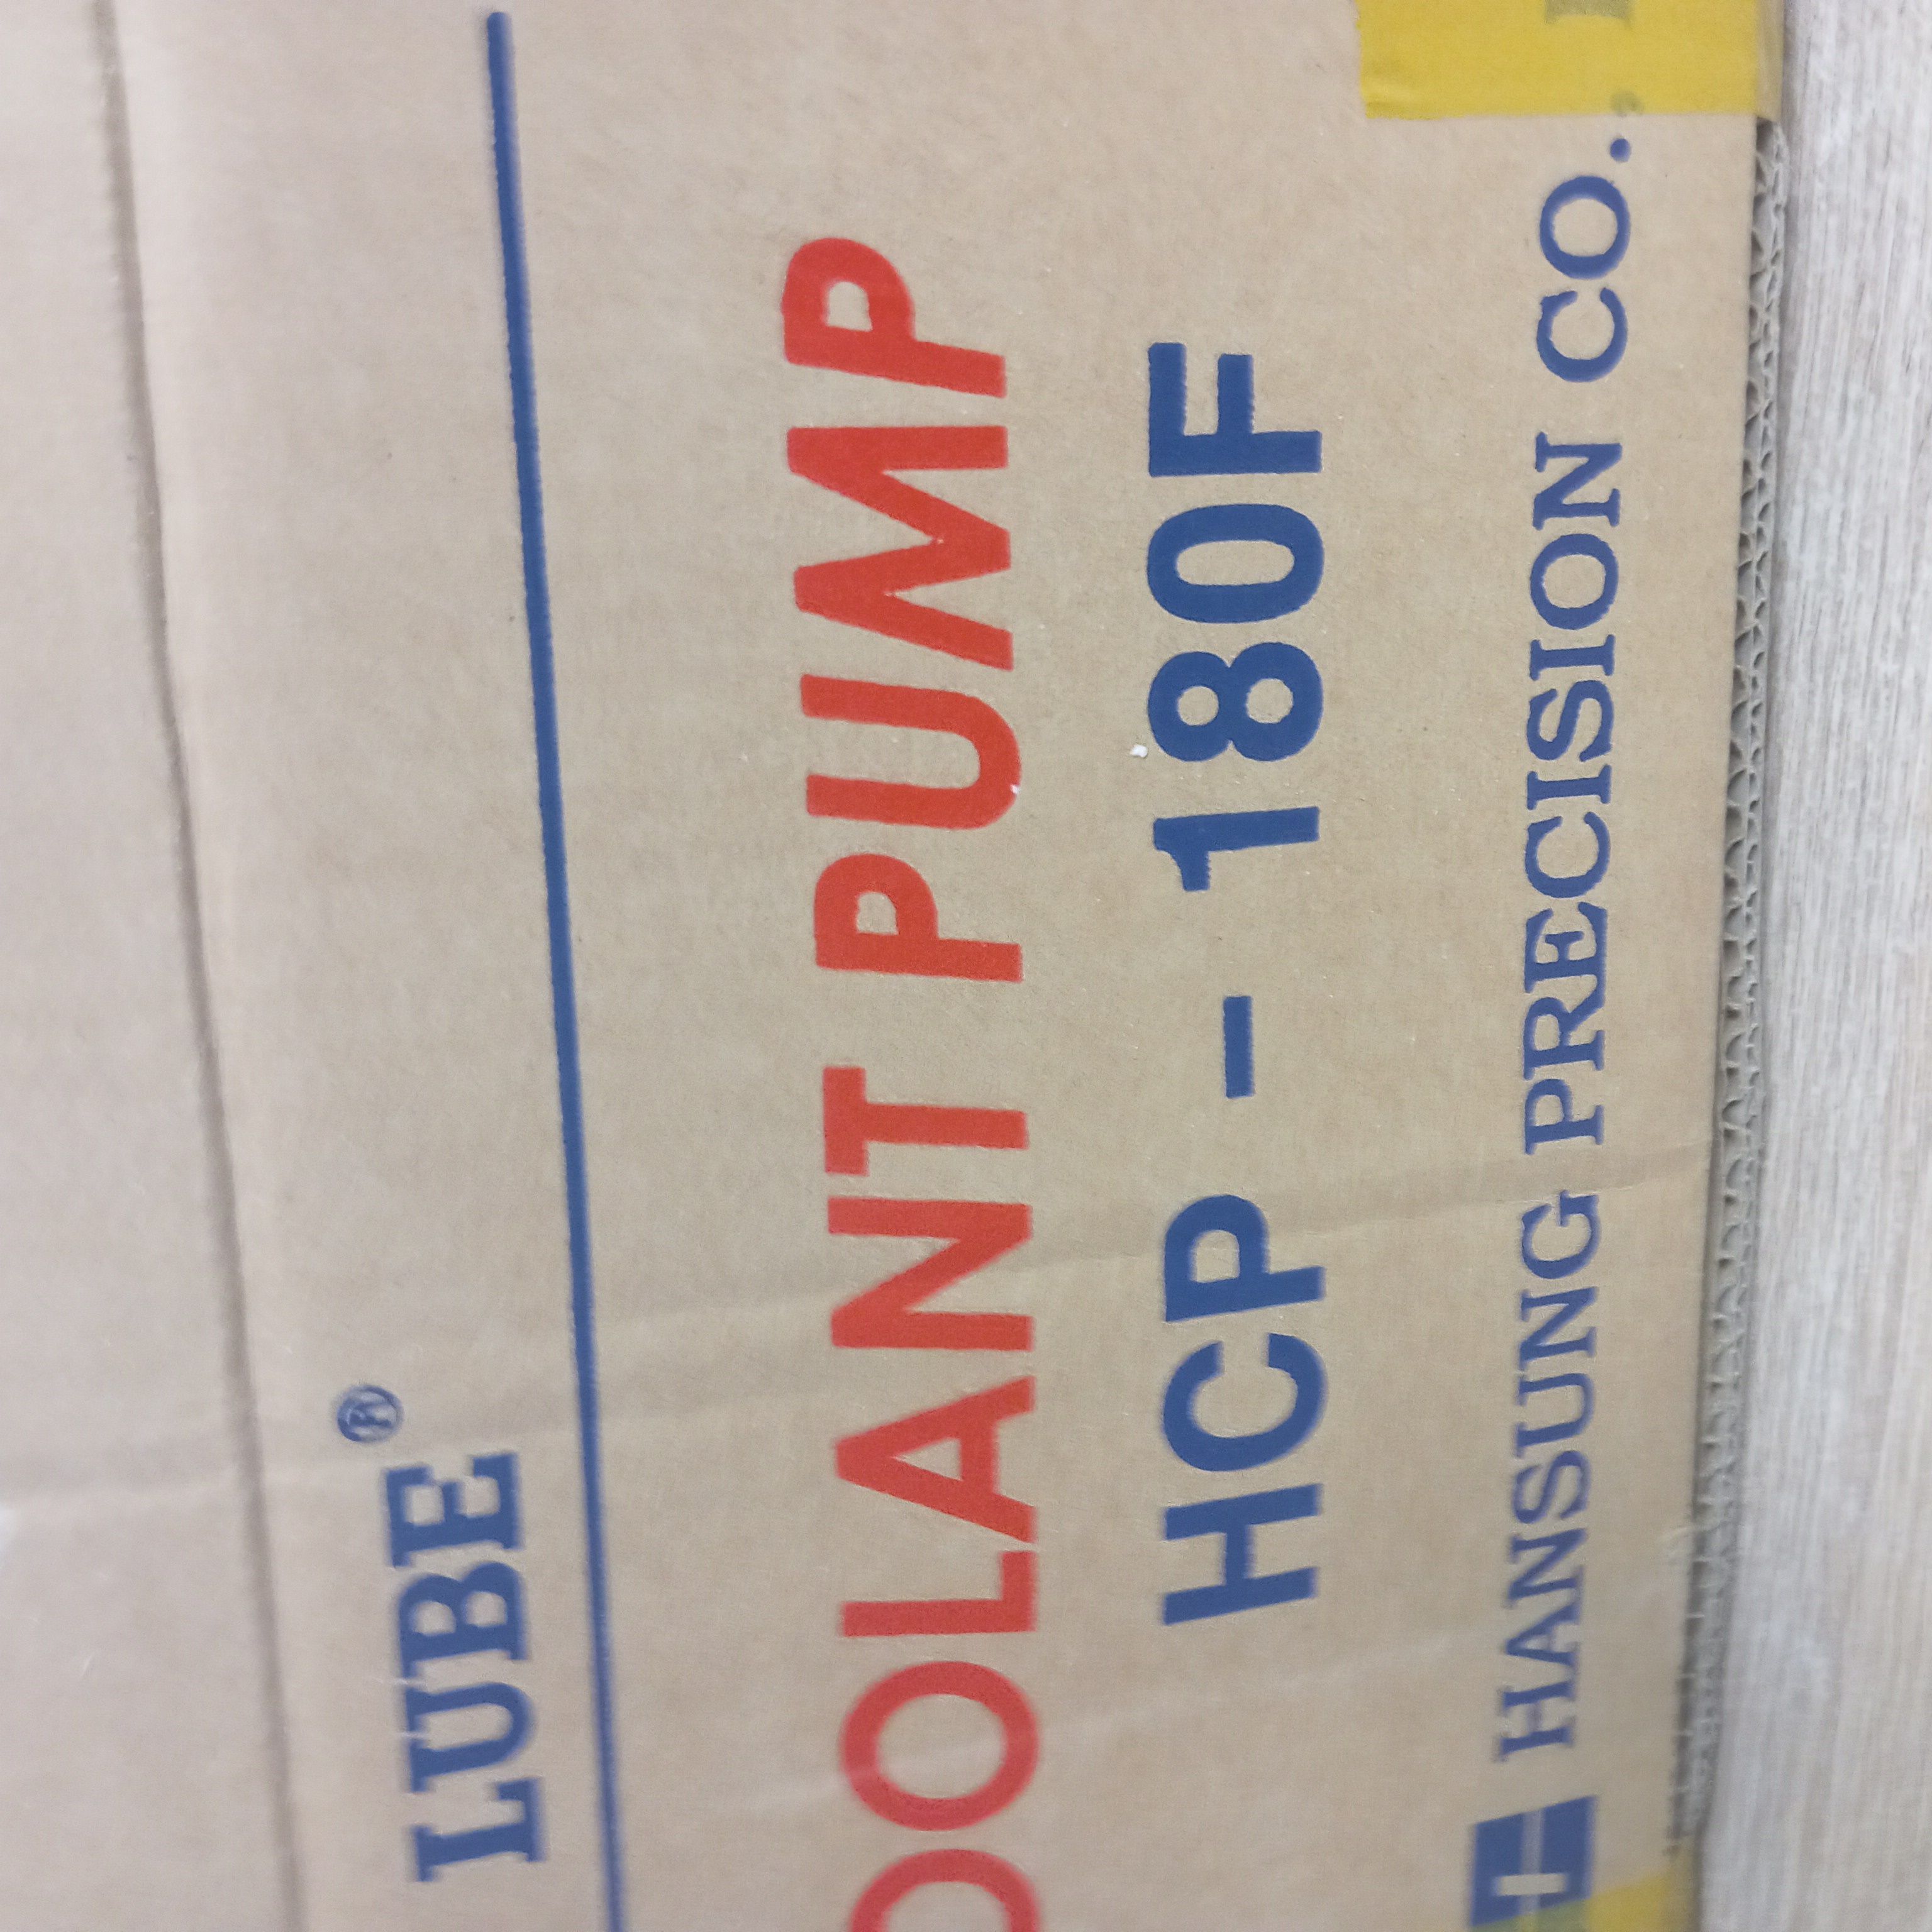 LUBE®
OOLANT PUMP
HCP - 180F
HANSUNG PRECISION CO.